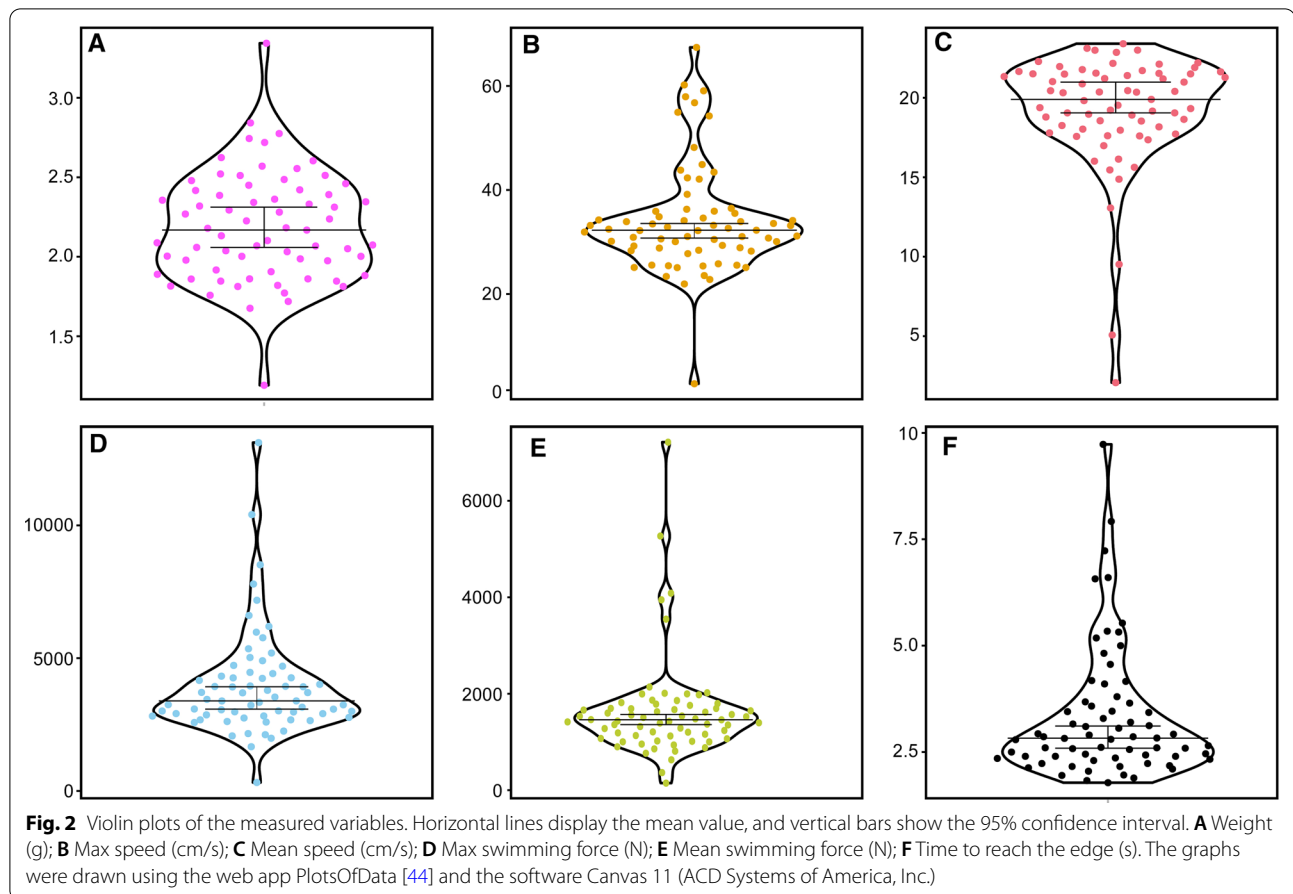 A
3.0
2.5
2.0
1.5
B
60
40
20
0
C
20
15
10
5
D
10000
5000
0
E
6000
4000
2000
0
F
10
7.5
5.0
2.5
Fig. 2 Violin plots of the measured variables. Horizontal lines display the mean value, and vertical bars show the 95% confidence interval. A Weight
(g); B Max speed (cm/s); C Mean speed (cm/s); D Max swimming force (N); E Mean swimming force (N); F Time to reach the edge (s). The graphs
were drawn using the web app PlotsOfData [44] and the software Canvas 11 (ACD Systems of America, Inc.)